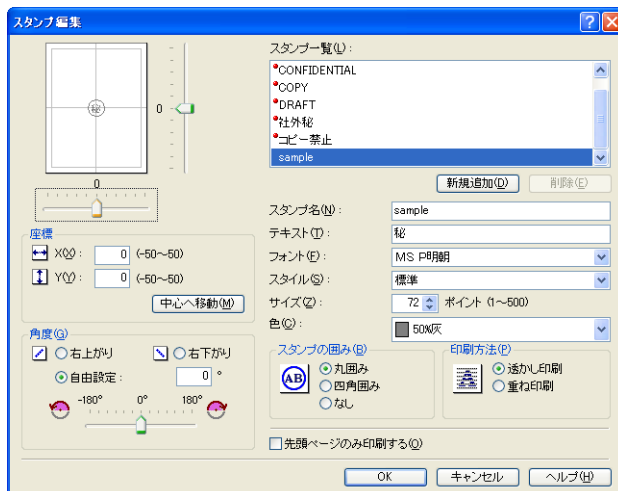 スタンプ編集
秘
0
0
座標
X(X): 0 (-50~50)
Y(Y): 0 (-50~50)
中心へ移動(M)
角度(G)
右上がり 右下がり
自由設定: 0 °
-180° 0° 180°
スタンプ一覧(L):
CONFIDENTIAL
COPY
DRAFT
社外秘
コピー禁止
sample
新規追加(D) 削除(E)
スタンプ名(N): sample
テキスト(T): 秘
フォント(F): MS P明朝
スタイル(S): 標準
サイズ(Z): 72 ポイント (1~500)
色(C): 50%灰
スタンプの囲み(B)
AB
丸囲み
四角囲み
なし
印刷方法(P)
透かし印刷
重ね印刷
先頭ページのみ印刷する(O)
OK キャンセル ヘルプ(H)